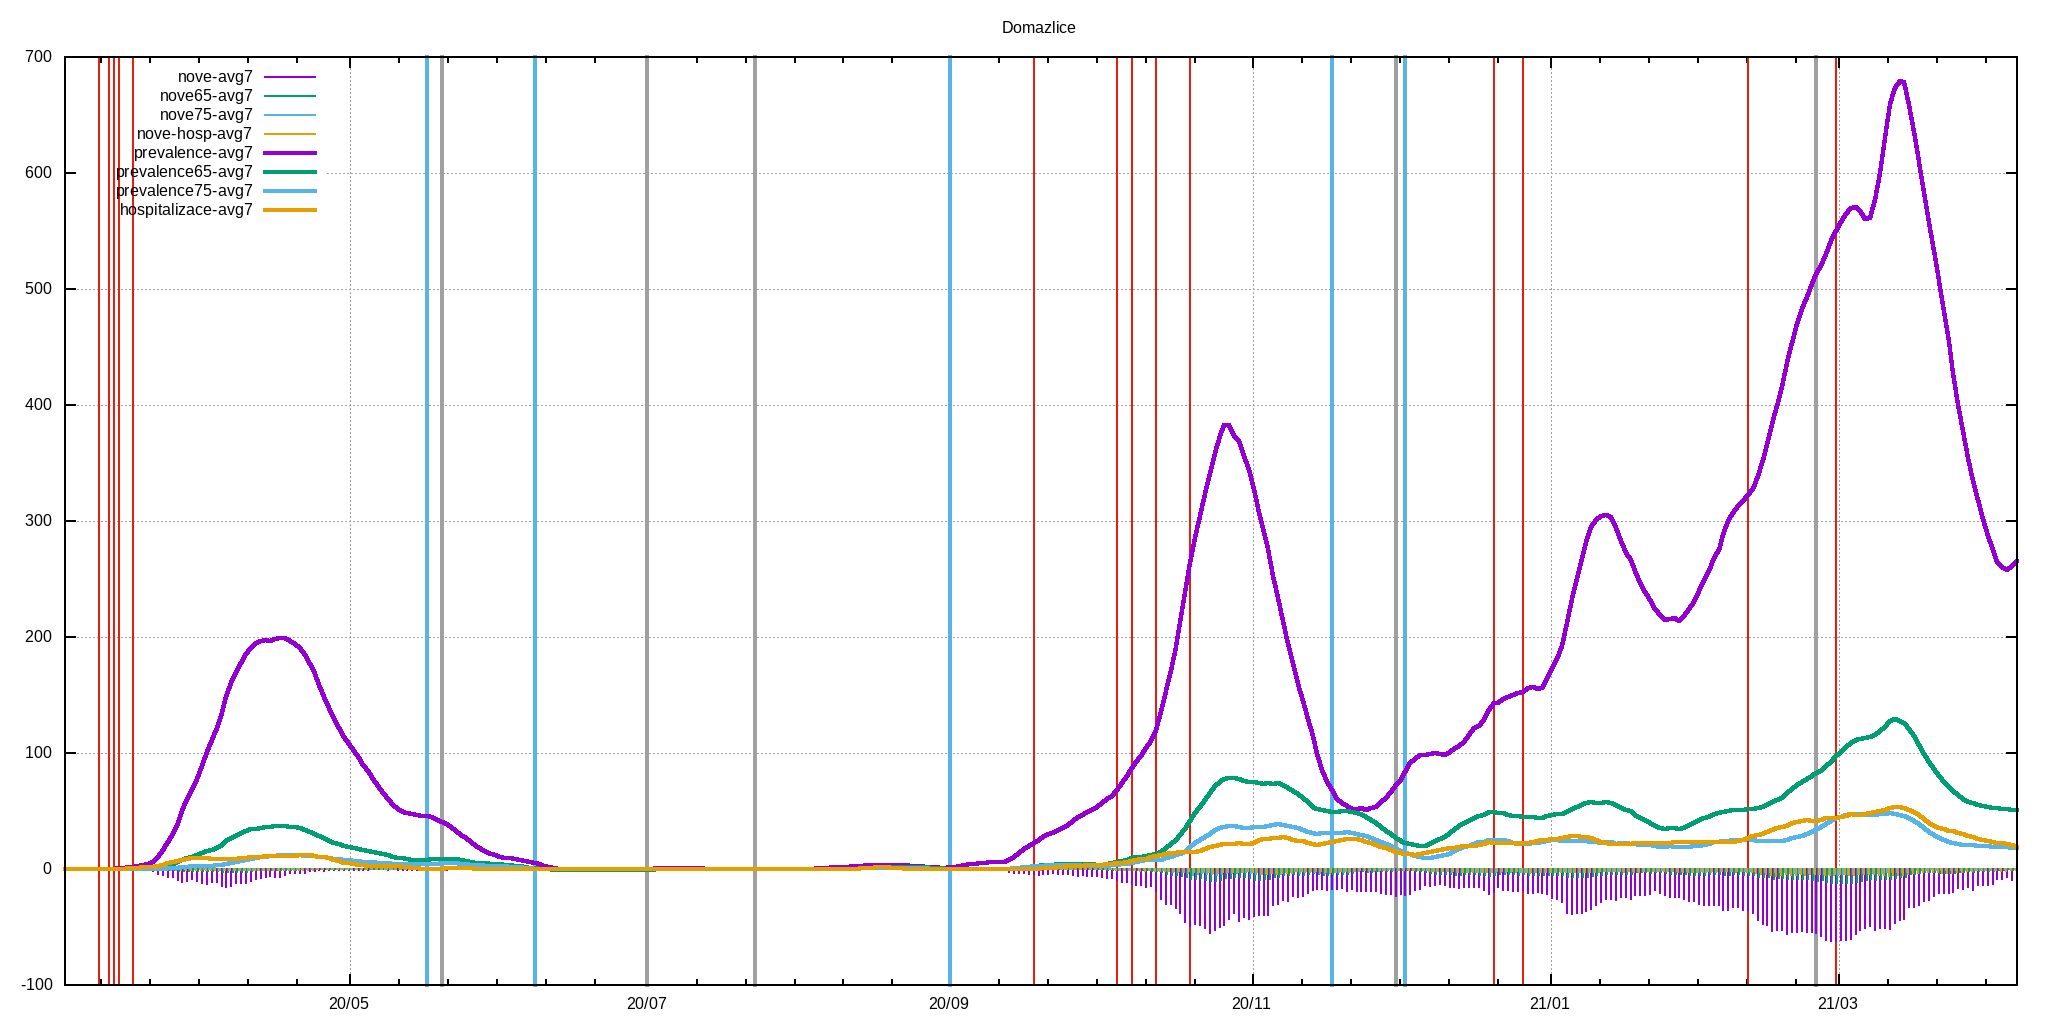 Domazlice
700
600
500
400
300
200
100
0
-100
nove-avg7
nove65-avg7
nove75-avg7
nove-hosp-avg7
prevalence-avg7
prevalence65-avg7
prevalence75-avg7
hospitalizace-avg7
20/05
20/07
20/09
20/11
21/01
21/03